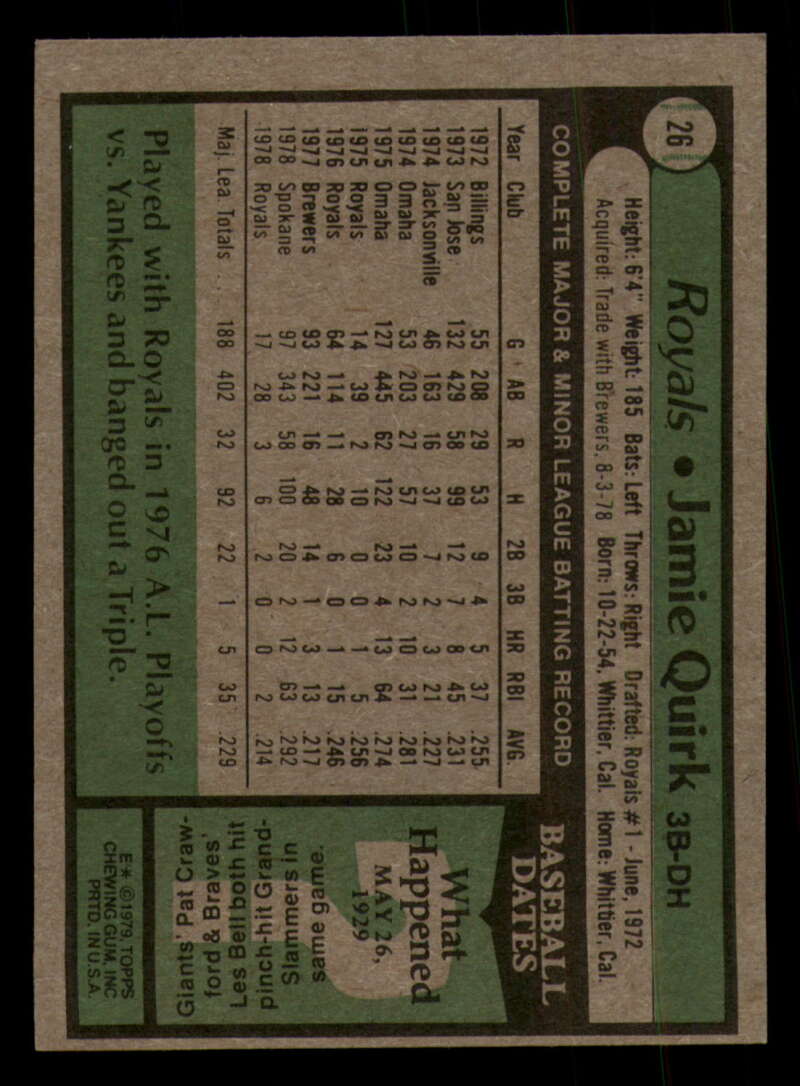 26
Royals • Jamie Quirk 3B-DH
Height: 6'4" Weight: 185 Bats: Left Throws: Right Drafted: Royals #1 - June, 1972
Acquired: Trade with Brewers, 8-3-78 Born: 10-22-54, Whittier, Cal. Home: Whittier, Cal.
COMPLETE MAJOR & MINOR LEAGUE BATTING RECORD
Year Club G AB R H 2B 3B HR RBI AVG.
1972 Billings 55 208 29 53 9 4 5 37 .255
1973 San Jose 132 429 58 99 12 7 8 45 .231
1974 Jacksonville 46 163 16 37 7 2 3 21 .227
1974 Omaha 53 203 27 57 10 2 10 31 .281
1975 Omaha 127 445 62 122 23 4 13 64 .274
1975 Royals 14 39 2 10 0 0 1 5 .256
1976 Royals 64 114 11 28 6 0 1 15 .246
1977 Brewers 93 221 16 48 14 1 3 13 .217
1978 Spokane 97 343 58 100 20 2 12 63 .292
1978 Royals 17 28 3 6 2 0 0 2 .214
Maj. Lea Totals . . . 188 402 32 92 22 1 5 35 .229
Played with Royals in 1976 A.L. Playoffs
vs. Yankees and banged out a Triple.
BASEBALL
DATES
What
Happened
MAY 26,
1929
Giants' Pat Craw-
ford & Braves'
Les Bell both hit
pinch-hit Grand-
Slammers in
same game.
E* ©1979, TOPPS
CHEWING GUM, INC
PRTD. IN U.S.A.